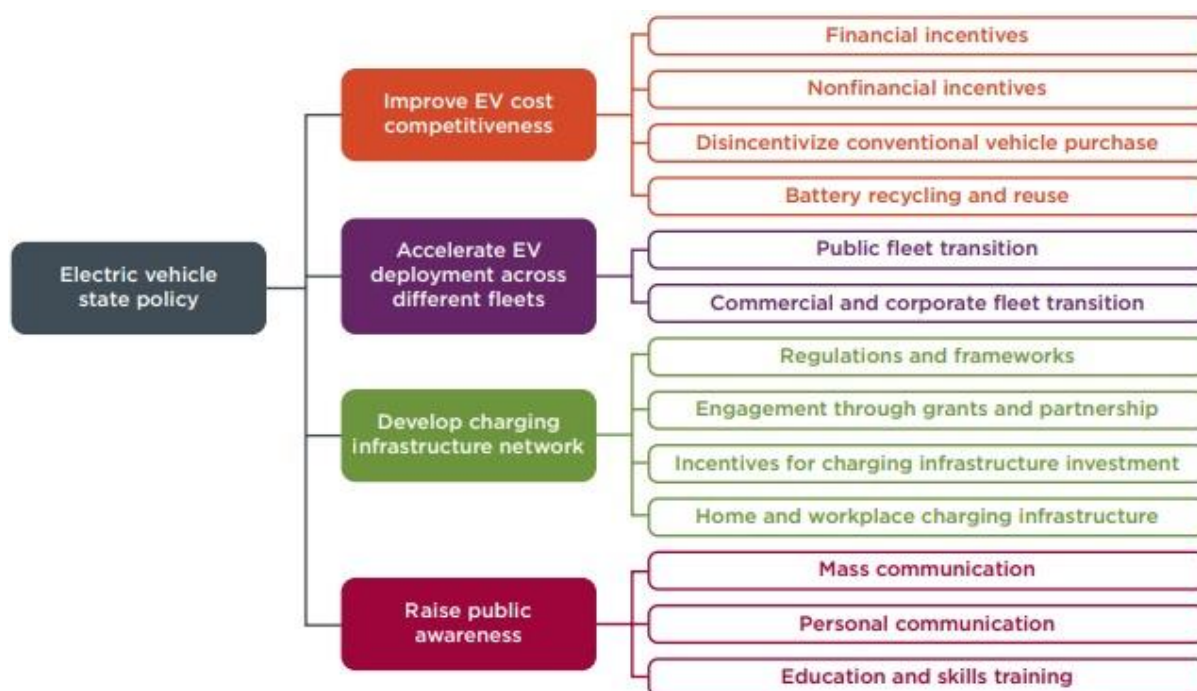 Electric vehicle
state policy
Improve EV cost
competitiveness
Financial incentives
Nonfinancial incentives
Disincentivize conventional vehicle purchase
Battery recycling and reuse
Accelerate EV
deployment across
different fleets
Public fleet transition
Commercial and corporate fleet transition
Develop charging
infrastructure network
Regulations and frameworks
Engagement through grants and partnership
Incentives for charging infrastructure investment
Home and workplace charging infrastructure
Raise public
awareness
Mass communication
Personal communication
Education and skills training